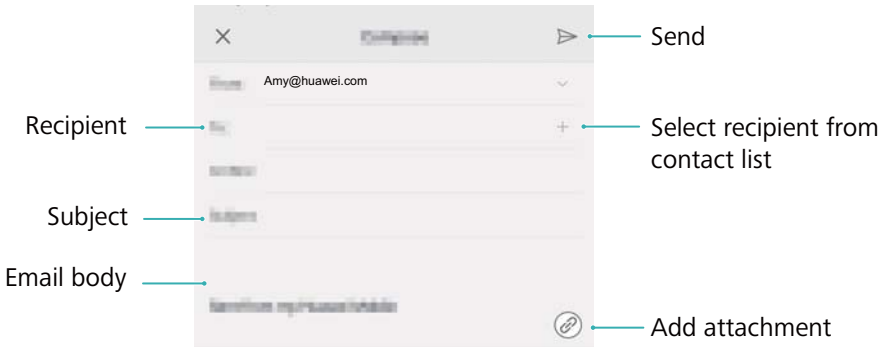 Send
Amy@huawei.com
Recipient
Select recipient from
contact list
Subject
Email body
Add attachment